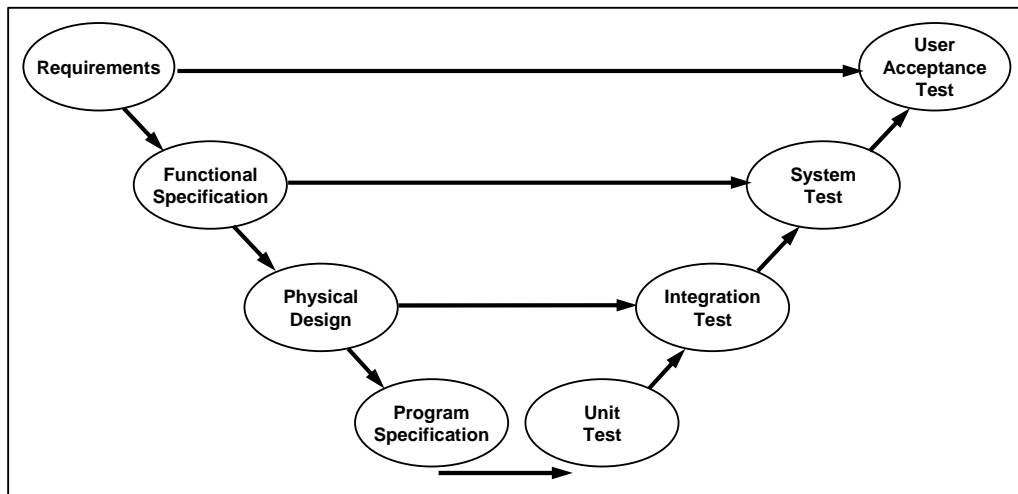 Requirements
User
Acceptance
Test
Functional
Specification
System
Test
Physical
Design
Integration
Test
Program
Specification
Unit
Test